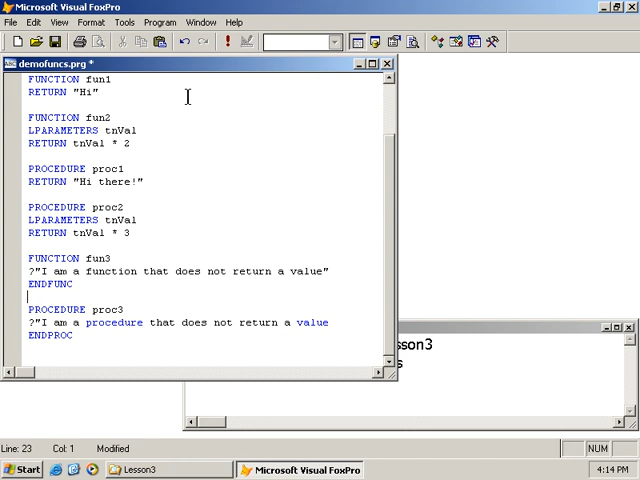 Microsoft Visual FoxPro
File Edit View Format Tools Program Window Help
demofuncs.prg *
FUNCTION fun1
RETURN "Hi"
FUNCTION fun2
LPARAMETERS tnVal
RETURN tnVal * 2
PROCEDURE proc1
RETURN "Hi there!"
PROCEDURE proc2
LPARAMETERS tnVal
RETURN tnVal * 3
FUNCTION fun3
?"I am a function that does not return a value"
ENDFUNC
PROCEDURE proc3
?"I am a procedure that does not return a value
ENDPROC
sson3
s
Line: 23 Col: 1 Modified NUM
Start Lesson3 Microsoft Visual FoxPro 4:14 PM